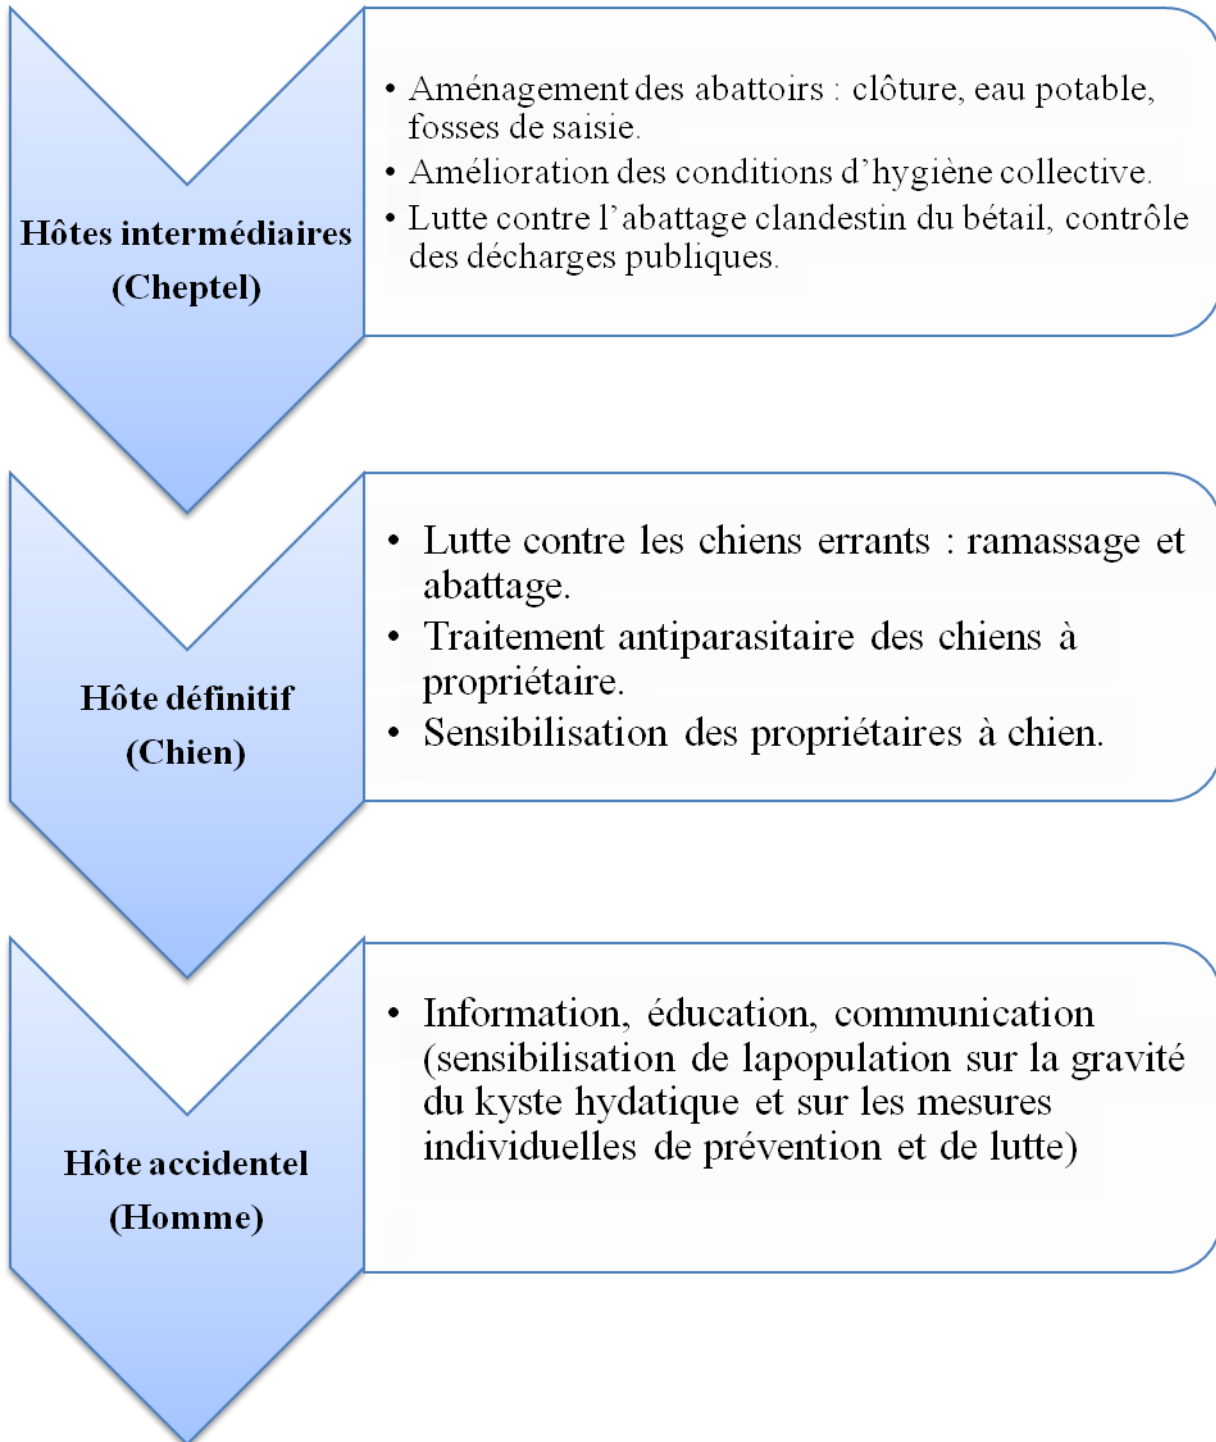 Hôtes intermédiaires
(Cheptel)
• Aménagement des abattoirs : clôture, eau potable,
fosses de saisie.
• Amélioration des conditions d’hygiène collective.
• Lutte contre l’abattage clandestin du bétail, contrôle
des décharges publiques.
Hôte définitif
(Chien)
• Lutte contre les chiens errants : ramassage et
abattage.
• Traitement antiparasitaire des chiens à
propriétaire.
• Sensibilisation des propriétaires à chien.
Hôte accidentel
(Homme)
• Information, éducation, communication
(sensibilisation de lapopulation sur la gravité
du kyste hydatique et sur les mesures
individuelles de prévention et de lutte)